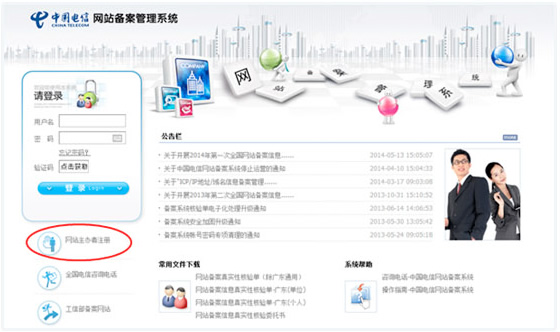 中国电信
CHINA TELECOM
网站备案管理系统
COMPANY
网
站
备
案
管
理
系
统
请登录
用户名
密 码
忘记密码?
验证码
点击获取
登 录 Login
网站主办者注册
全国电信咨询电话
工信部备案网站
公告栏
关于开展2014年第一次全国网站备案信息......
2014-05-13 15:05:07
关于中国电信网站备案系统停止运营的通知
2014-04-10 15:04:33
关于"ICP/IP地址/域名信息备案管理......
2014-03-17 09:03:08
关于开展2013年第二次全国网站备案信息......
2013-10-31 15:10:52
备案系统核验单电子化处理升级通知
2013-06-14 14:06:53
备案系统安全加固升级通知
2013-05-30 13:05:42
备案系统帐号密码有项清理的通知
2013-05-24 09:05:18
常用文件下载
网站备案真实性核验单（除广东通用）
网站备案信息真实性核验单-广东[单位]
网站备案信息真实性核验单-广东[个人]
网站备案信息真实性核验委托书
系统帮助
咨询电话-中国电信网站备案系统
操作指南-中国电信网站备案系统